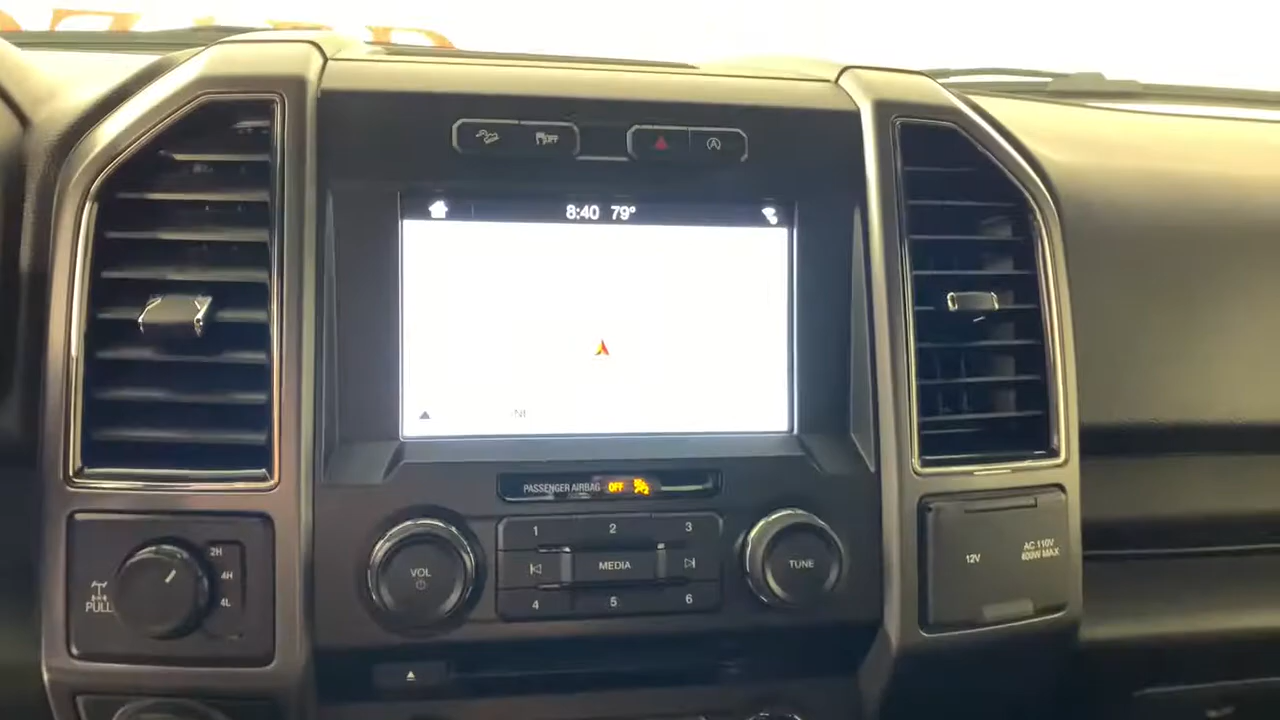 OFF
8:40 79°
PASSENGER AIRBAG OFF
1 2 3
MEDIA
4 5 6
VOL
TUNE
2H
4H
4L
PULL
12V
AC 110V
400W MAX